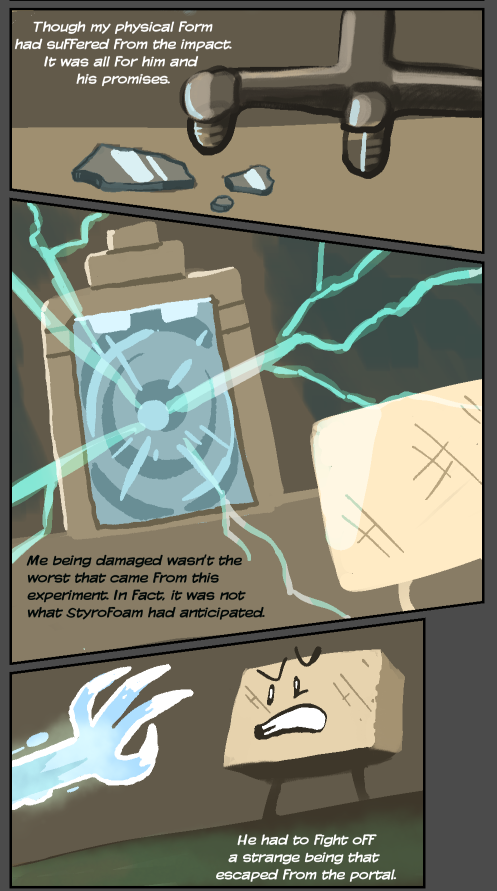 Though my physical Form
had suffered From the impact.
It was all For him and
his promises.
Me being damaged wasn't the
worst that came From this
experiment. In Fact, it was not
what StyroFoam had anticipated.
He had to Fight off
a strange being that
escaped From the portal.